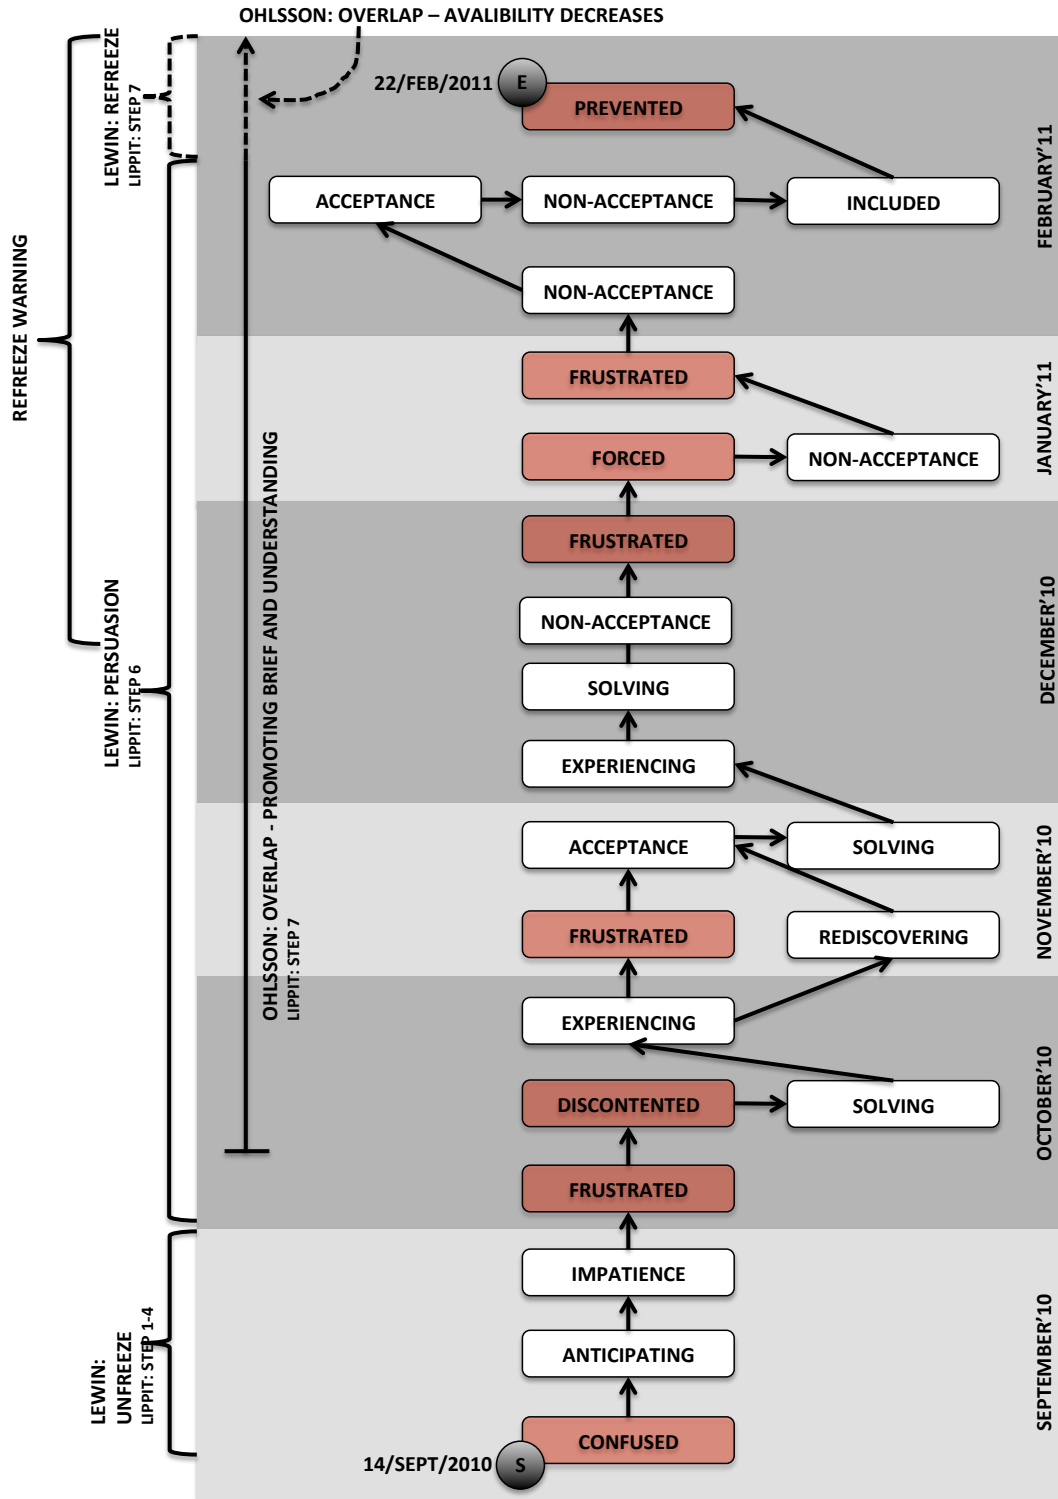 OHLSSON: OVERLAP – AVALIBILITY DECREASES
LEWIN: REFREEZE
LIPPIT: STEP 7
22/FEB/2011
E
PREVENTED
ACCEPTANCE
NON-ACCEPTANCE
INCLUDED
NON-ACCEPTANCE
FEBRUARY'11
REFREEZE WARNING
FRUSTRATED
FORCED
NON-ACCEPTANCE
JANUARY'11
LEWIN: PERSUASION
LIPPIT: STEP 6
OHLSSON: OVERLAP - PROMOTING BRIEF AND UNDERSTANDING
LIPPIT: STEP 7
FRUSTRATED
NON-ACCEPTANCE
SOLVING
EXPERIENCING
DECEMBER'10
ACCEPTANCE
SOLVING
FRUSTRATED
REDISCOVERING
NOVEMBER'10
EXPERIENCING
DISCONTENTED
SOLVING
FRUSTRATED
OCTOBER'10
LEWIN:
UNFREEZE
LIPPIT: STEP 1-4
IMPATIENCE
ANTICIPATING
CONFUSED
14/SEPT/2010
S
SEPTEMBER'10